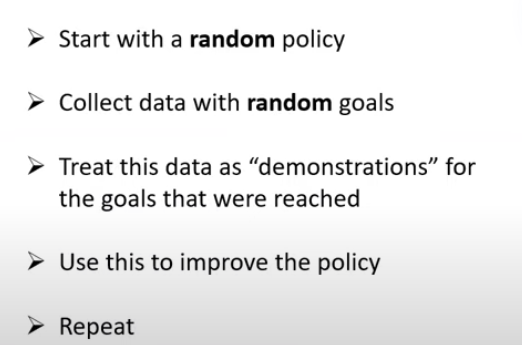 ➢ Start with a random policy
➢ Collect data with random goals
➢ Treat this data as “demonstrations” for
the goals that were reached
➢ Use this to improve the policy
➢ Repeat